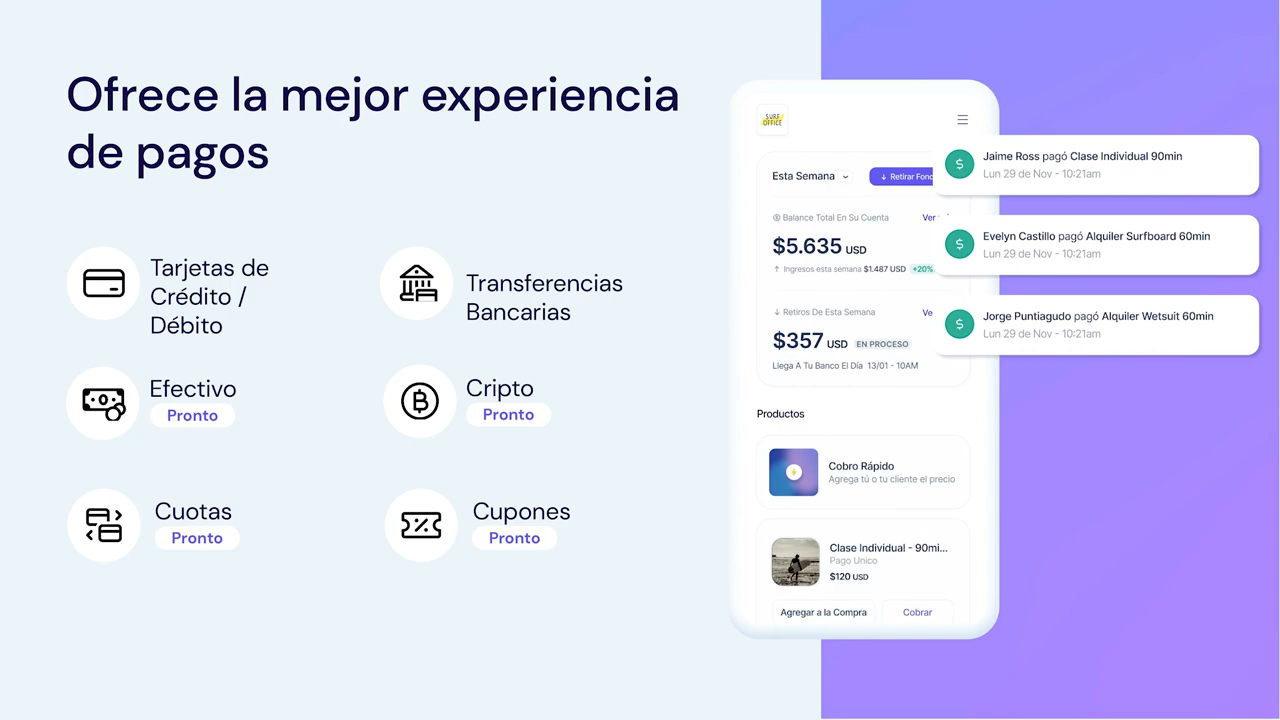 Ofrece la mejor experiencia
de pagos
Tarjetas de
Crédito /
Débito
Transferencias
Bancarias
Efectivo
Pronto
Cripto
Pronto
Cuotas
Pronto
Cupones
Pronto
SURF
OFFICE
Esta Semana
Retirar Fond
Balance Total En Su Cuenta
Ver
$5.635 USD
Ingresos esta semana $1.487 USD +20%
Retiros De Esta Semana
Ve
$357 USD EN PROCESO
Llega A Tu Banco El Día 13/01 - 10AM
Productos
Cobro Rápido
Agrega tú o tu cliente el precio
Clase Individual - 90mi...
Pago Unico
$120 USD
Agregar a la Compra
Cobrar
Jaime Ross pagó Clase Individual 90min
Lun 29 de Nov - 10:21am
Evelyn Castillo pagó Alquiler Surfboard 60min
Lun 29 de Nov - 10:21am
Jorge Puntiagudo pagó Alquiler Wetsuit 60min
Lun 29 de Nov - 10:21am